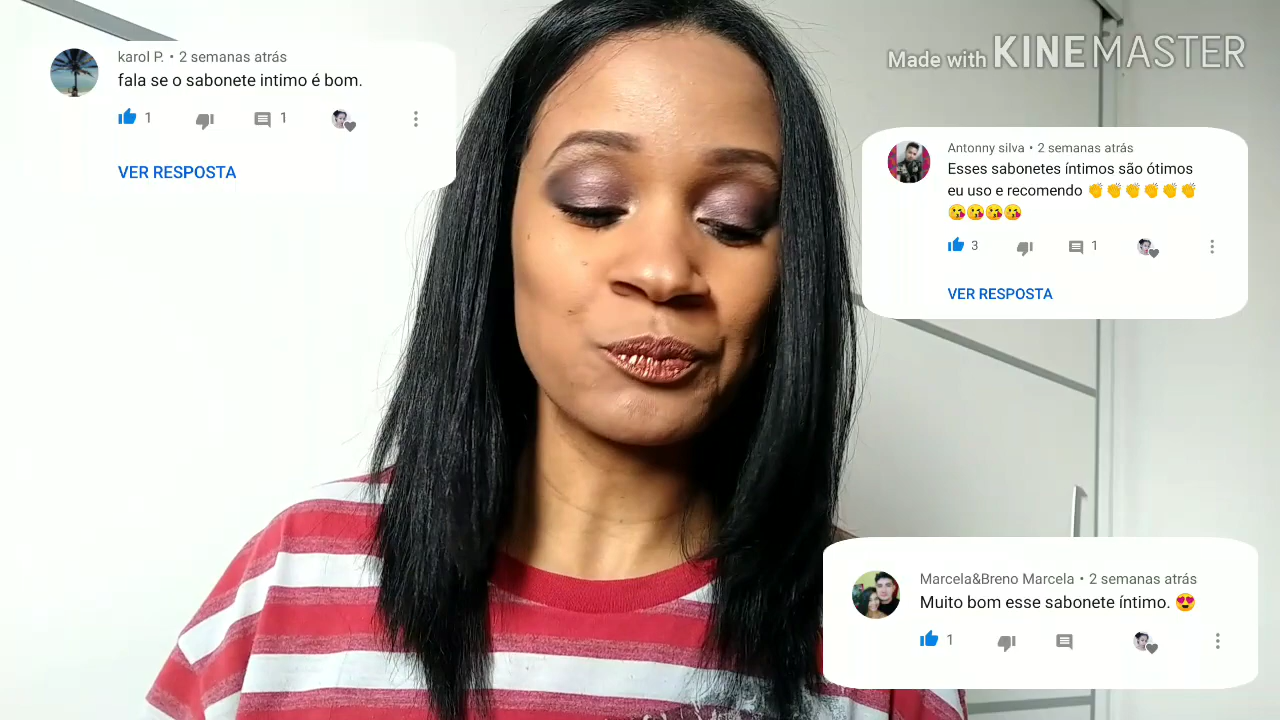 karol P. • 2 semanas atrás
fala se o sabonete intimo é bom.
1
1
VER RESPOSTA
Made with KINEMASTER
Antonny silva • 2 semanas atrás
Esses sabonetes íntimos são ótimos
eu uso e recomendo 👏👏👏👏👏👏
😘😘😘😘
3
1
VER RESPOSTA
Marcela&Breno Marcela • 2 semanas atrás
Muito bom esse sabonete íntimo. 😍
1